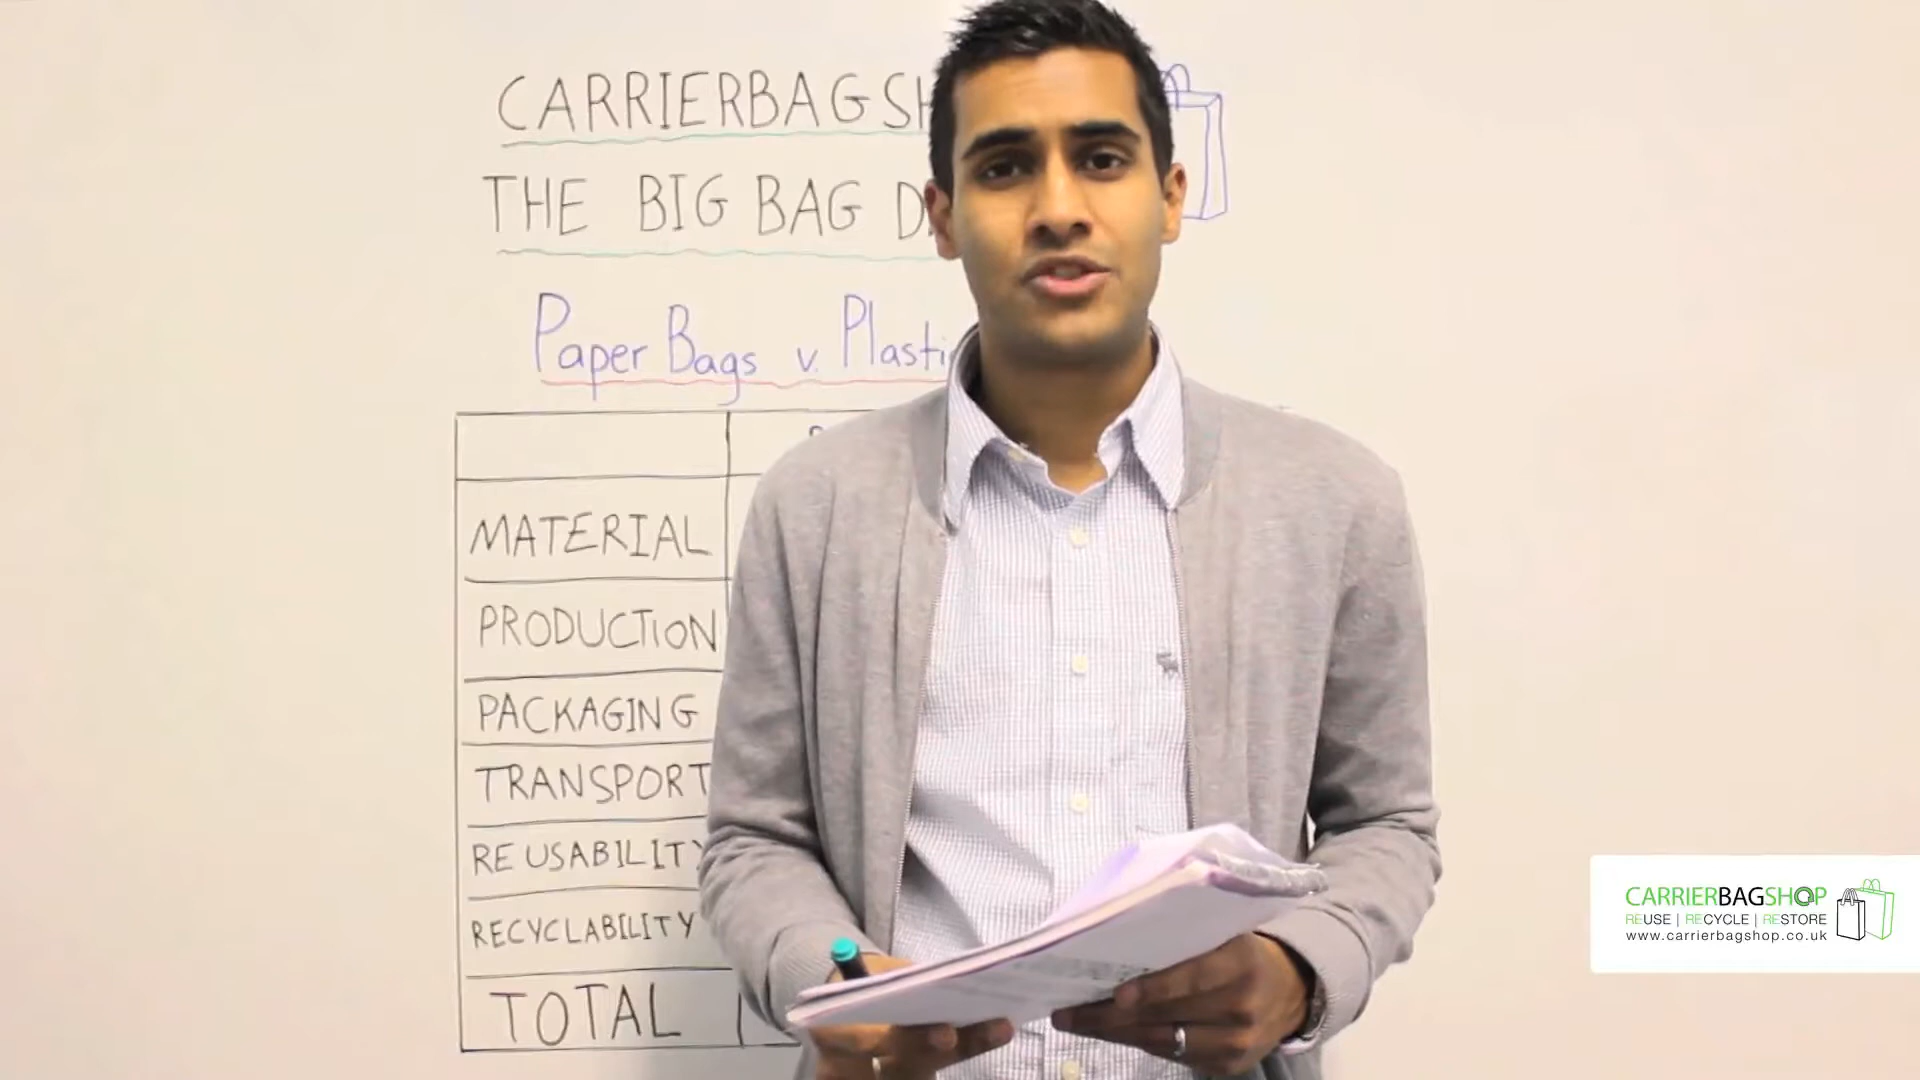 CARRIERBAGSH
THE BIG BAG D
Paper Bags v. Plasti
MATERIAL
PRODUCTION
PACKAGING
TRANSPORT
REUSABILITY
RECYCLABILITY
TOTAL
CARRIERBAGSHOP
REUSE | RECYCLE | RESTORE
www.carrierbagshop.co.uk